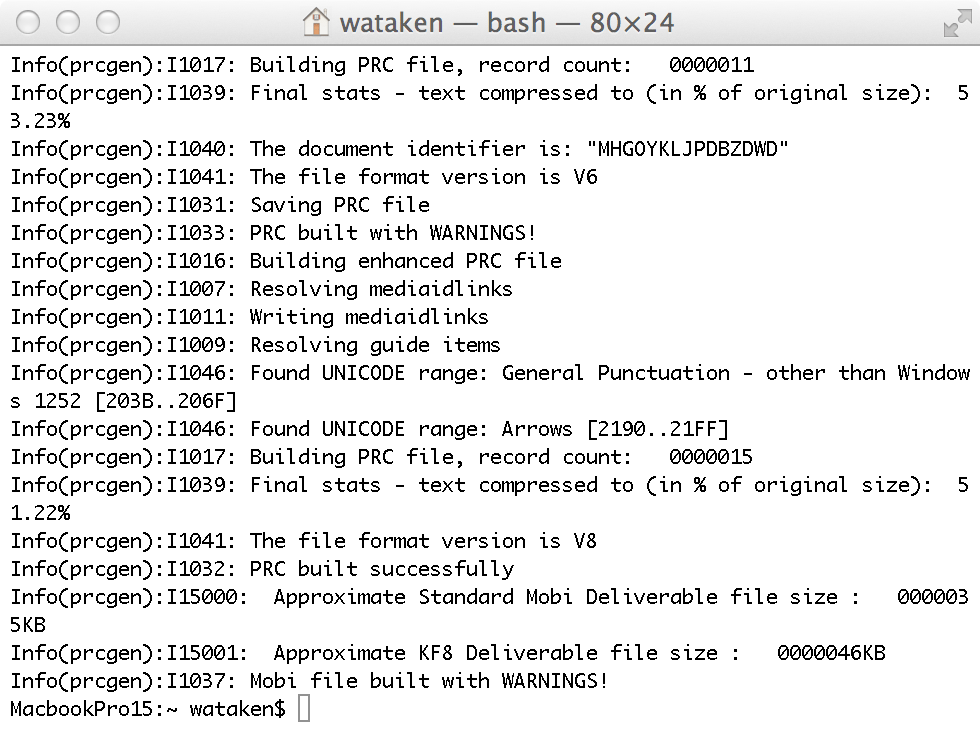 wataken — bash — 80×24
Info(prcgen):I1017: Building PRC file, record count:   0000011
Info(prcgen):I1039: Final stats - text compressed to (in % of original size):  5
3.23%
Info(prcgen):I1040: The document identifier is: "MHGOYKLJPDBZDWD"
Info(prcgen):I1041: The file format version is V6
Info(prcgen):I1031: Saving PRC file
Info(prcgen):I1033: PRC built with WARNINGS!
Info(prcgen):I1016: Building enhanced PRC file
Info(prcgen):I1007: Resolving mediaidlinks
Info(prcgen):I1011: Writing mediaidlinks
Info(prcgen):I1009: Resolving guide items
Info(prcgen):I1046: Found UNICODE range: General Punctuation - other than Window
s 1252 [203B..206F]
Info(prcgen):I1046: Found UNICODE range: Arrows [2190..21FF]
Info(prcgen):I1017: Building PRC file, record count:   0000015
Info(prcgen):I1039: Final stats - text compressed to (in % of original size):  5
1.22%
Info(prcgen):I1041: The file format version is V8
Info(prcgen):I1032: PRC built successfully
Info(prcgen):I15000:  Approximate Standard Mobi Deliverable file size :   000003
5KB
Info(prcgen):I15001:  Approximate KF8 Deliverable file size :   0000046KB
Info(prcgen):I1037: Mobi file built with WARNINGS!
MacbookPro15:~ wataken$